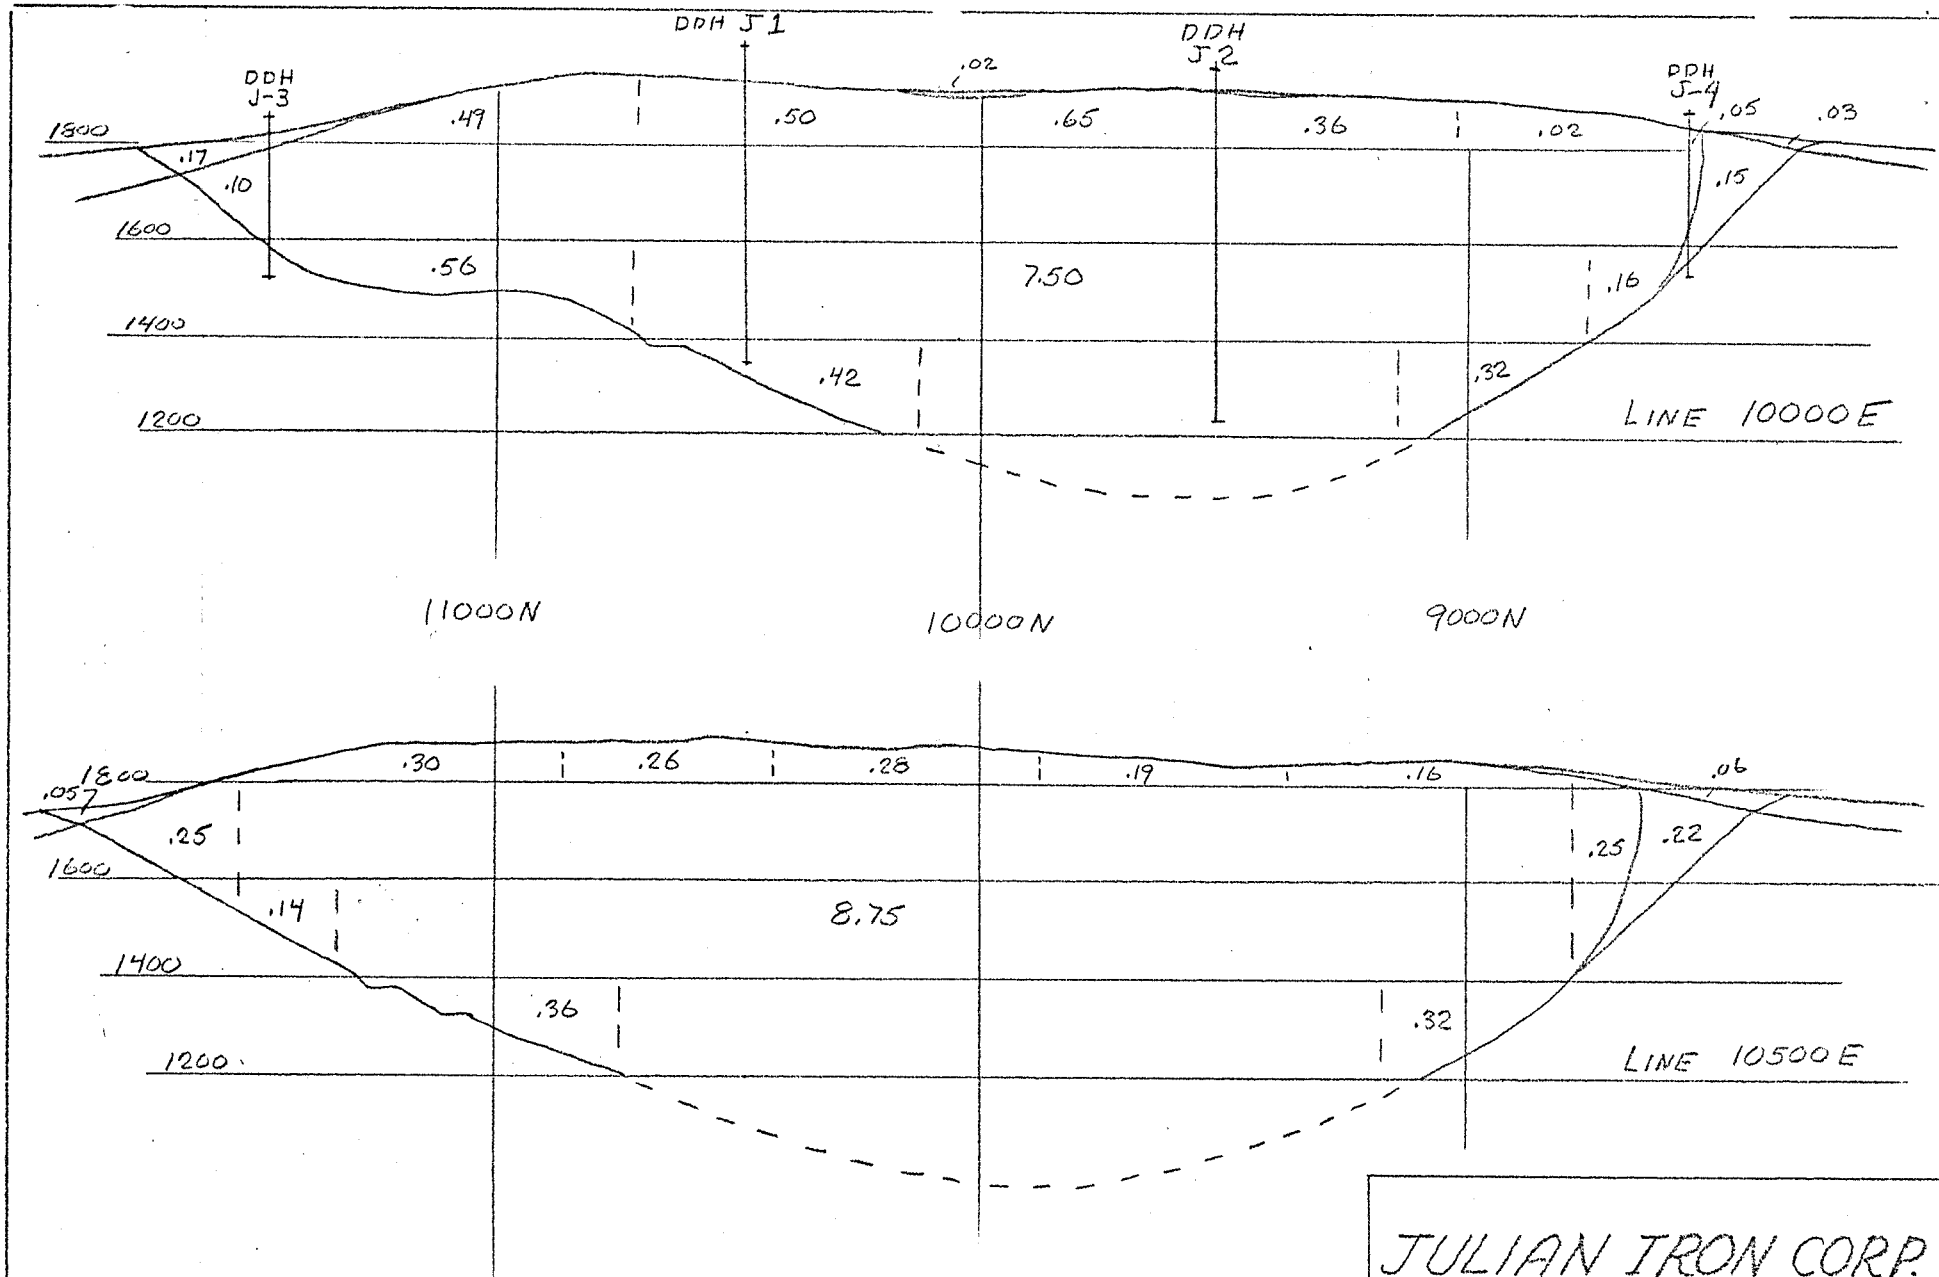 DDH J1
DDH
J-2
.02
DDH
J-3
DDH
J-4
.05
.03
1800
.49
.50
.65
.36
.02
.17
.10
.15
1600
.56
7.50
.16
1400
.42
.32
1200
LINE 10000E
11000N
10000N
9000N
1800
.30
.26
.28
.19
.16
.06
.057
.25
.25
.22
1600
.14
8.75
1400
.36
.32
1200
LINE 10500E
JULIAN IRON CORP.